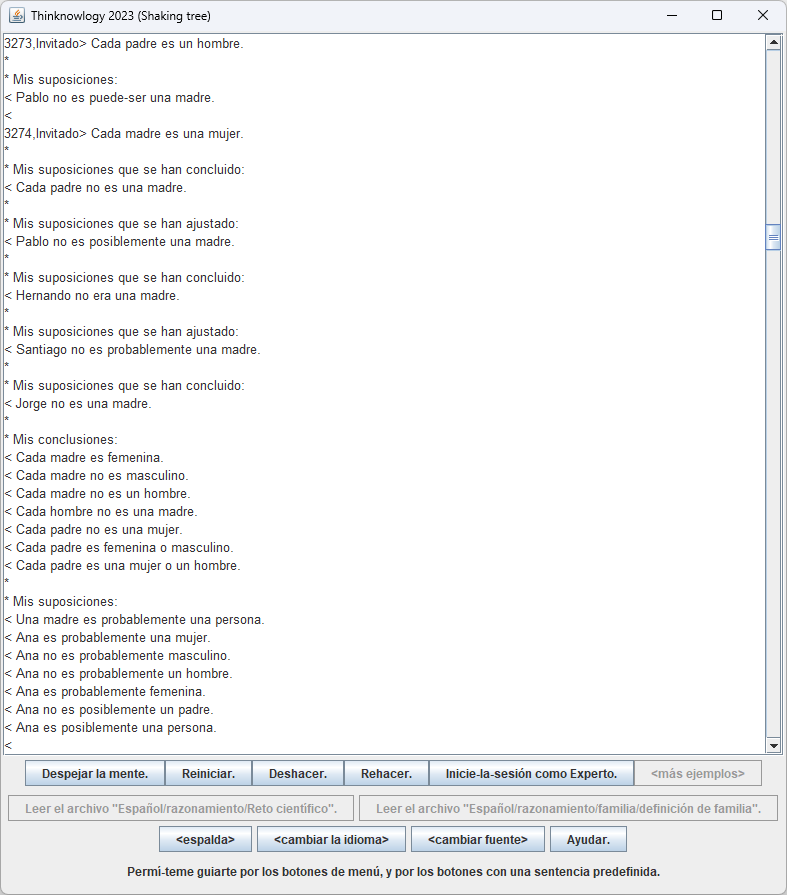 Thinknowlogy 2023 (Shaking tree)
3273,Invitado> Cada padre es un hombre.
*
* Mis suposiciones:
< Pablo no es puede-ser una madre.
<
3274,Invitado> Cada madre es una mujer.
*
* Mis suposiciones que se han concluido:
< Cada padre no es una madre.
*
* Mis suposiciones que se han ajustado:
< Pablo no es posiblemente una madre.
*
* Mis suposiciones que se han concluido:
< Hernando no era una madre.
*
* Mis suposiciones que se han ajustado:
< Santiago no es probablemente una madre.
*
* Mis suposiciones que se han concluido:
< Jorge no es una madre.
*
* Mis conclusiones:
< Cada madre es femenina.
< Cada madre no es masculino.
< Cada madre no es un hombre.
< Cada hombre no es una madre.
< Cada padre no es una mujer.
< Cada padre es femenina o masculino.
< Cada padre es una mujer o un hombre.
*
* Mis suposiciones:
< Una madre es probablemente una persona.
< Ana es probablemente una mujer.
< Ana no es probablemente masculino.
< Ana no es probablemente un hombre.
< Ana es probablemente femenina.
< Ana no es posiblemente un padre.
< Ana es posiblemente una persona.
<
Despejar la mente. Reiniciar. Deshacer. Rehacer. Inicie-la-sesión como Experto. <más ejemplos>
Leer el archivo "Español/razonamiento/Reto científico". Leer el archivo "Español/razonamiento/familia/definición de familia".
<espalda> <cambiar la idioma> <cambiar fuente> Ayudar.
Permí-teme guiarte por los botones de menú, y por los botones con una sentencia predefinida.